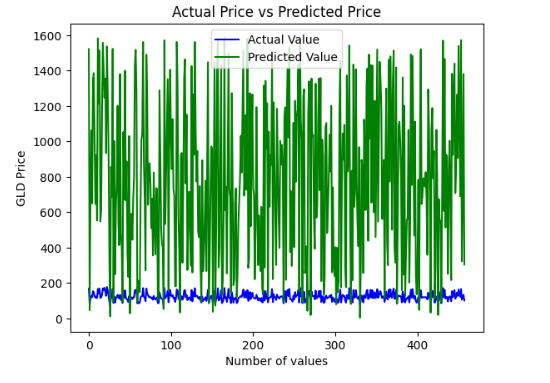 Actual Price vs Predicted Price
Actual Value
Predicted Value
1600
1400
1200
1000
800
600
400
200
0
GLD Price
0
100
200
300
400
Number of values